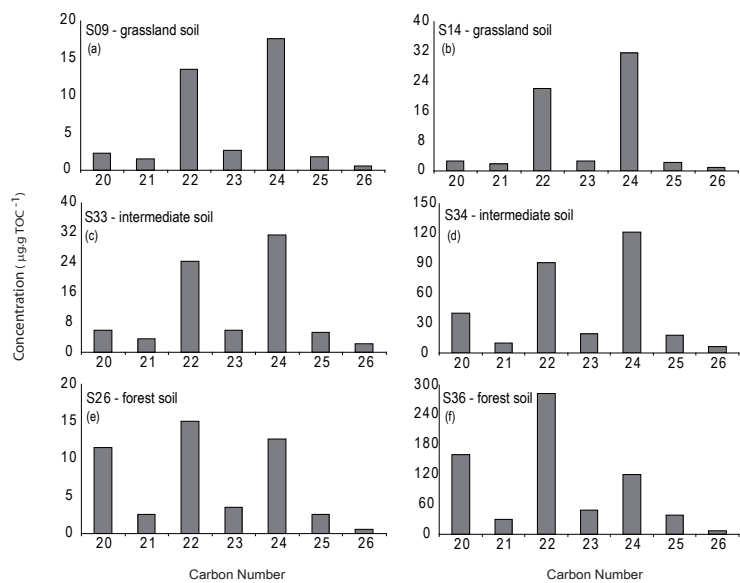 S09 - grassland soil
(a)
20
15
10
5
0
20 21 22 23 24 25 26
S14 - grassland soil
(b)
40
32
24
16
8
0
20 21 22 23 24 25 26
S33 - intermediate soil
(c)
40
32
24
16
8
0
20 21 22 23 24 25 26
S34 - intermediate soil
(d)
150
120
90
60
30
0
20 21 22 23 24 25 26
S26 - forest soil
(e)
20
15
10
5
0
20 21 22 23 24 25 26
S36 - forest soil
(f)
300
240
180
120
60
0
20 21 22 23 24 25 26
Concentration ( µg.g TOC⁻¹)
Carbon Number
Carbon Number